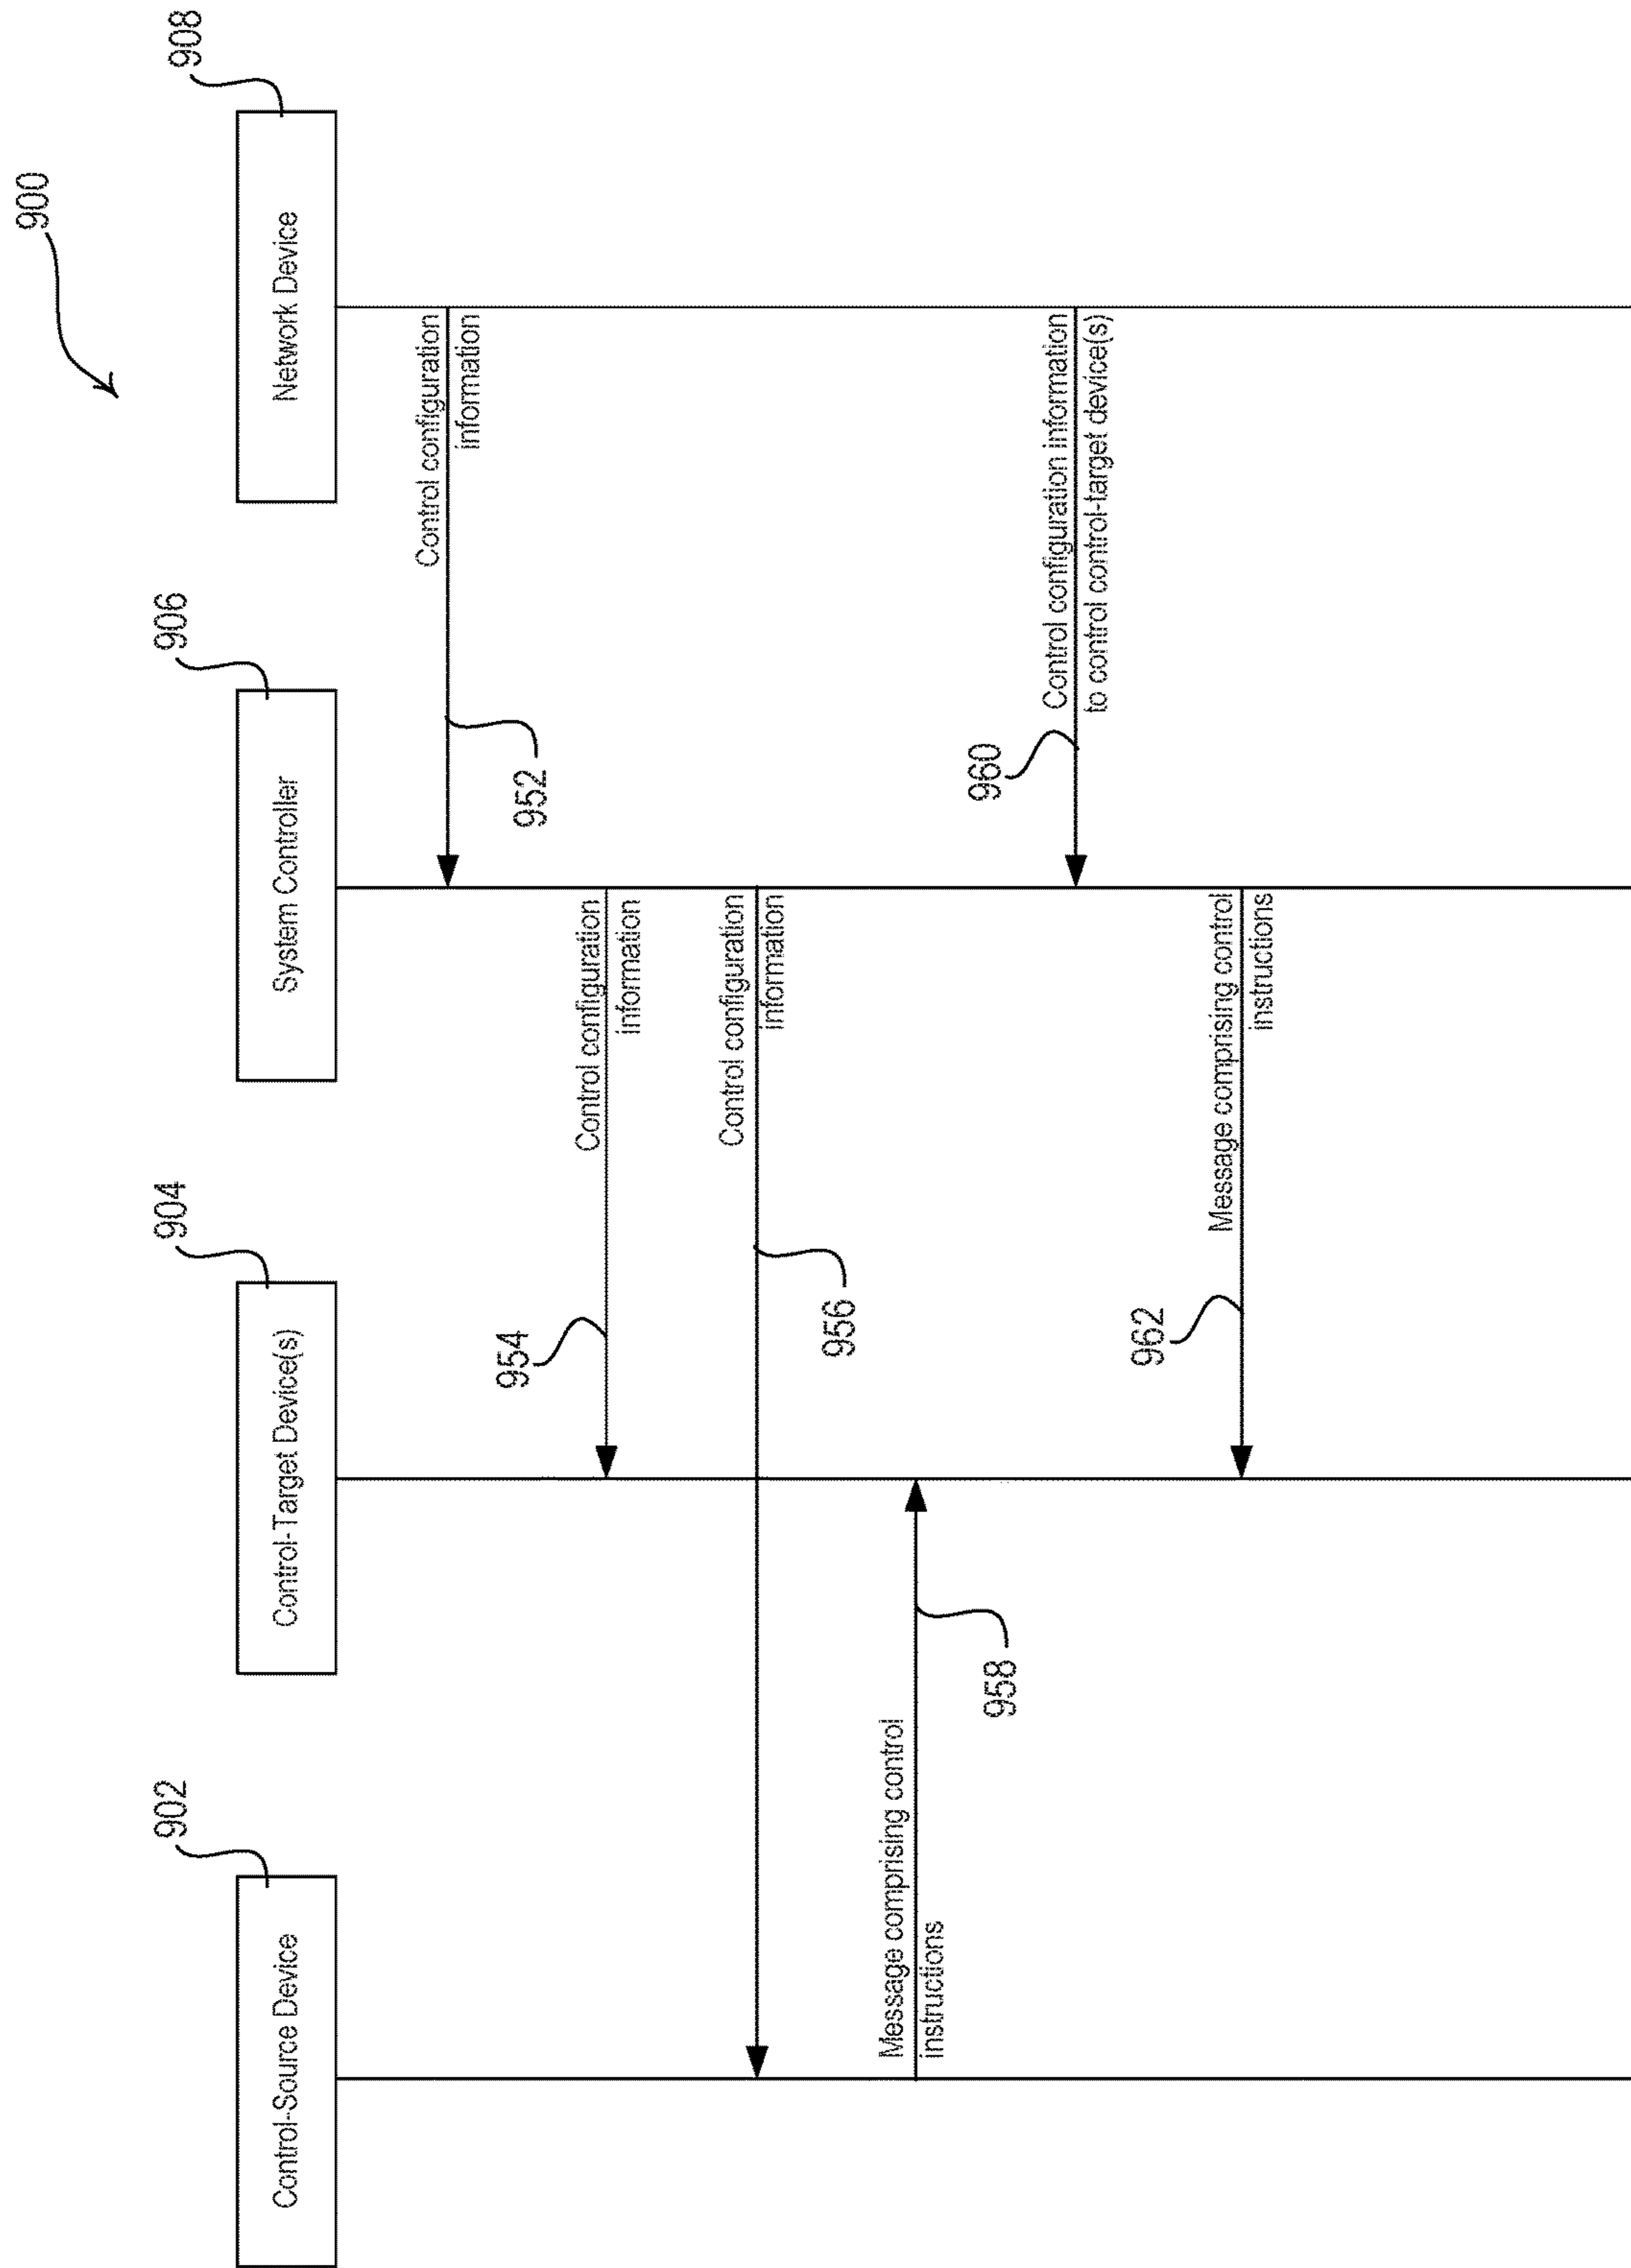 900
902
904
906
908
Control-Source Device
Control-Target Device(s)
System Controller
Network Device
Control configuration
information
952
Control configuration
information
954
Control configuration
information
956
Message comprising control
instructions
958
Control configuration information
to control control-target device(s)
960
Message comprising control
instructions
962